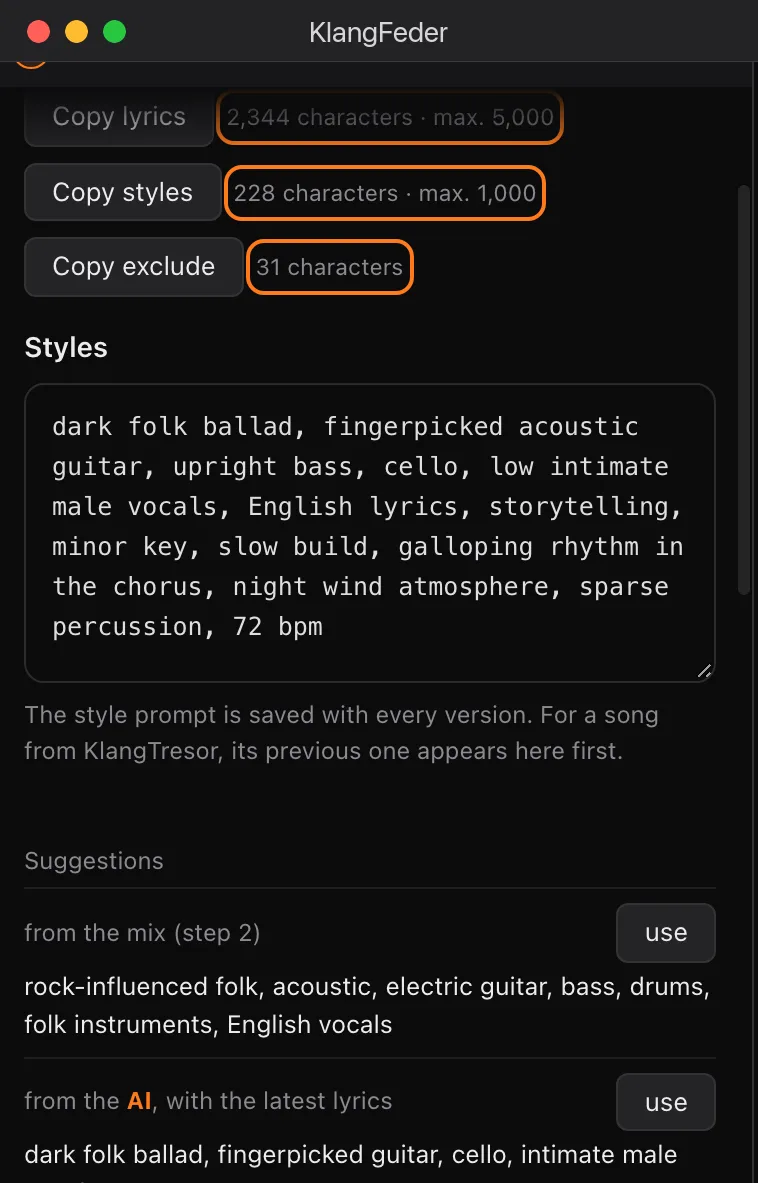 KlangFeder
Copy lyrics 2,344 characters · max. 5,000
Copy styles 228 characters · max. 1,000
Copy exclude 31 characters
Styles
dark folk ballad, fingerpicked acoustic
guitar, upright bass, cello, low intimate
male vocals, English lyrics, storytelling,
minor key, slow build, galloping rhythm in
the chorus, night wind atmosphere, sparse
percussion, 72 bpm
The style prompt is saved with every version. For a song
from KlangTresor, its previous one appears here first.
Suggestions
from the mix (step 2) use
rock-influenced folk, acoustic, electric guitar, bass, drums,
folk instruments, English vocals
from the AI, with the latest lyrics use
dark folk ballad, fingerpicked guitar, cello, intimate male